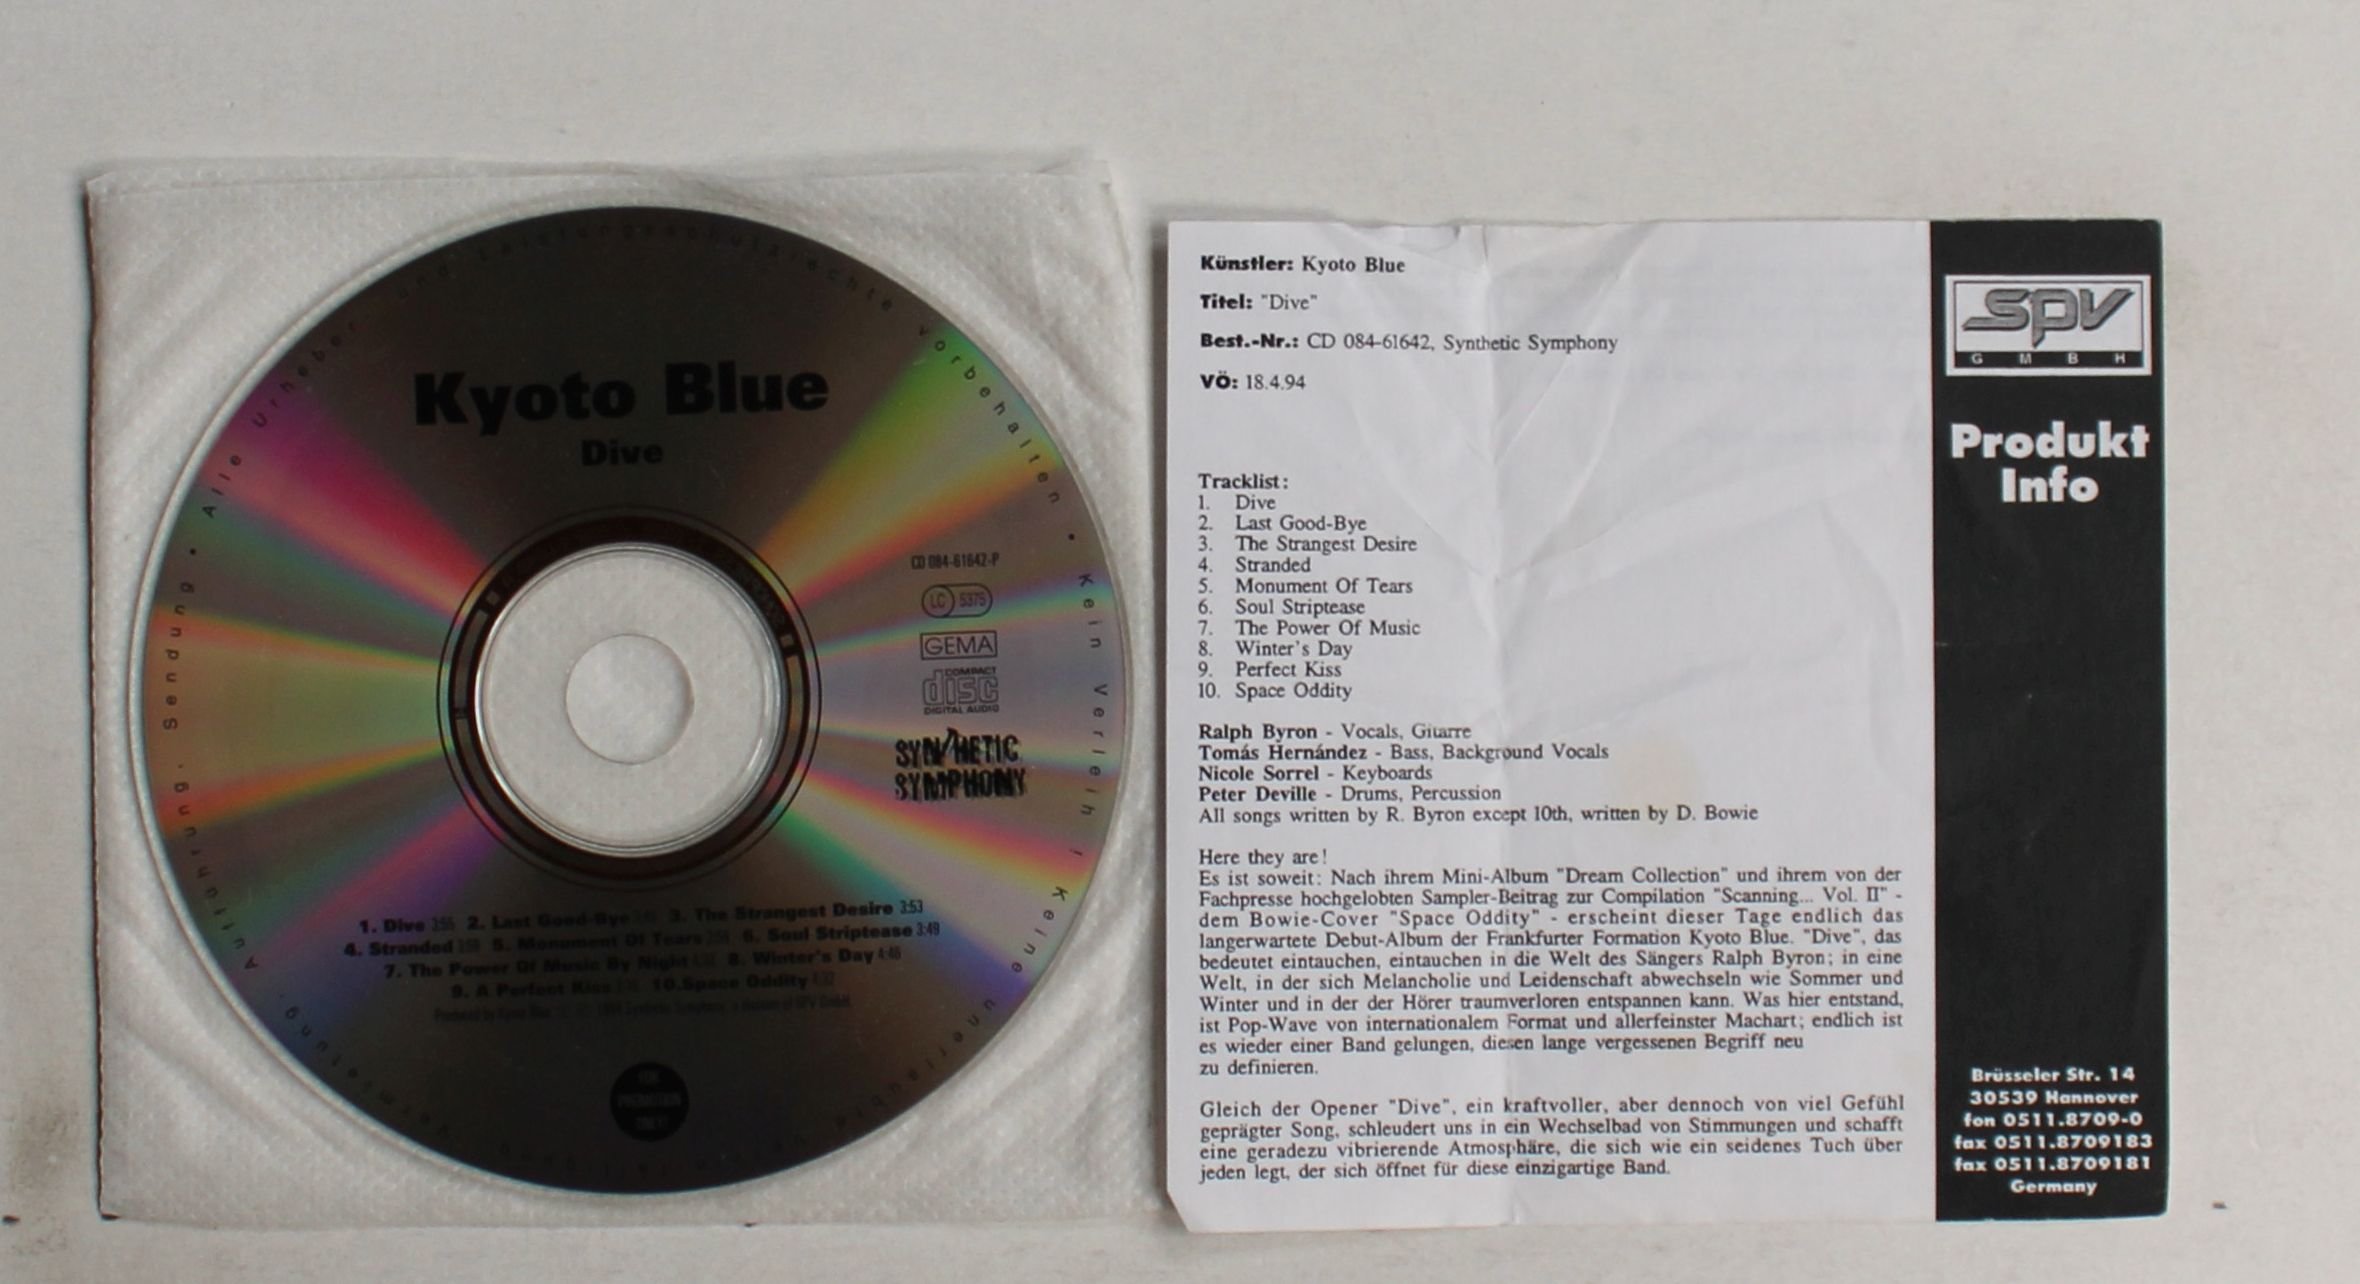 Kyoto Blue
Dive
CD 084-61642-P
LC 5375
GEMA
COMPACT
disc
DIGITAL AUDIO
SYNTHETIC
SYMPHONY
1. Dive 3:55 2. Last Good-Bye 3. The Strangest Desire 3:53
4. Stranded 5. Monument Of Tears 6. Soul Striptease 3:49
7. The Power Of Music By Night 8. Winter's Day 4:46
9. A Perfect Kiss 10.Space Oddity
Produced by Kyoto Blue 1994 Synthetic Symphony, a division of SPV GmbH
FOR
PROMOTION
ONLY!
Alle Urheber- und Leistungsschutzrechte vorbehalten • Kein Verleih ! Keine unerlaubte Vermietung, Aufführung, Sendung •
Künstler: Kyoto Blue
Titel: "Dive"
Best.-Nr.: CD 084-61642, Synthetic Symphony
VÖ: 18.4.94
Tracklist:
1. Dive
2. Last Good-Bye
3. The Strangest Desire
4. Stranded
5. Monument Of Tears
6. Soul Striptease
7. The Power Of Music
8. Winter's Day
9. Perfect Kiss
10. Space Oddity
Ralph Byron - Vocals, Gitarre
Tomás Hernández - Bass, Background Vocals
Nicole Sorrel - Keyboards
Peter Deville - Drums, Percussion
All songs written by R. Byron except 10th, written by D. Bowie
Here they are!
Es ist soweit: Nach ihrem Mini-Album "Dream Collection" und ihrem von der
Fachpresse hochgelobten Sampler-Beitrag zur Compilation "Scanning... Vol. II" -
dem Bowie-Cover "Space Oddity" - erscheint dieser Tage endlich das
langerwartete Debut-Album der Frankfurter Formation Kyoto Blue. "Dive", das
bedeutet eintauchen, eintauchen in die Welt des Sängers Ralph Byron; in eine
Welt, in der sich Melancholie und Leidenschaft abwechseln wie Sommer und
Winter und in der der Hörer traumverloren entspannen kann. Was hier entstand,
ist Pop-Wave von internationalem Format und allerfeinster Machart; endlich ist
es wieder einer Band gelungen, diesen lange vergessenen Begriff neu
zu definieren.
Gleich der Opener "Dive", ein kraftvoller, aber dennoch von viel Gefühl
geprägter Song, schleudert uns in ein Wechselbad von Stimmungen und schafft
eine geradezu vibrierende Atmosphäre, die sich wie ein seidenes Tuch über
jeden legt, der sich öffnet für diese einzigartige Band.
spv
GMBH
Produkt
Info
Brüsseler Str. 14
30539 Hannover
fon 0511.8709-0
fax 0511.8709183
fax 0511.8709181
Germany